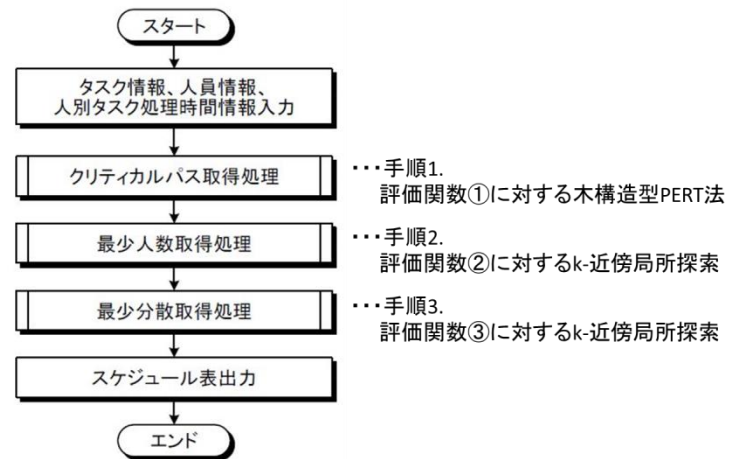 スタート
タスク情報、人員情報、
人別タスク処理時間情報入力
クリティカルパス取得処理
・・・手順1.
評価関数①に対する木構造型PERT法
最少人数取得処理
・・・手順2.
評価関数②に対するk-近傍局所探索
最少分散取得処理
・・・手順3.
評価関数③に対するk-近傍局所探索
スケジュール表出力
エンド